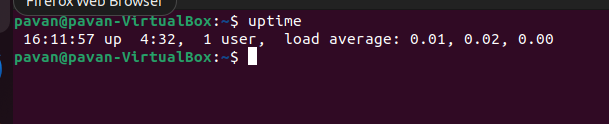 Firefox Web Browser
pavan@pavan-VirtualBox:~$ uptime
 16:11:57 up  4:32,  1 user,  load average: 0.01, 0.02, 0.00
pavan@pavan-VirtualBox:~$